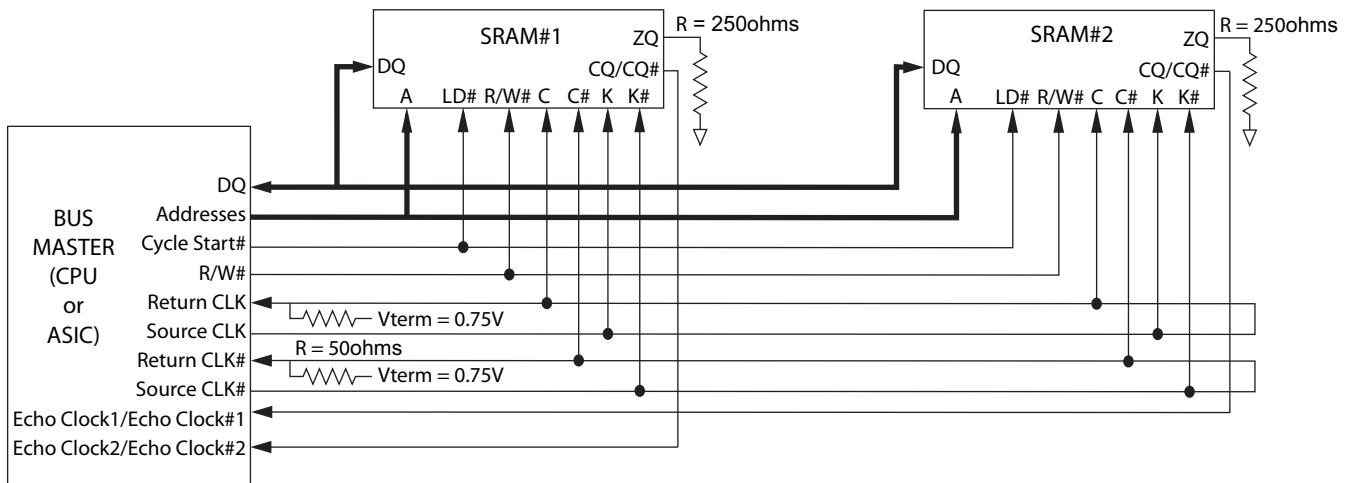 SRAM#1
ZQ
R = 250ohms
DQ
CQ/CQ#
A LD# R/W# C C# K K#
SRAM#2
ZQ
R = 250ohms
DQ
CQ/CQ#
A LD# R/W# C C# K K#
BUS
MASTER
(CPU
or
ASIC)
DQ
Addresses
Cycle Start#
R/W#
Return CLK
Vterm = 0.75V
Source CLK
R = 50ohms
Return CLK#
Vterm = 0.75V
Source CLK#
Echo Clock1/Echo Clock#1
Echo Clock2/Echo Clock#2